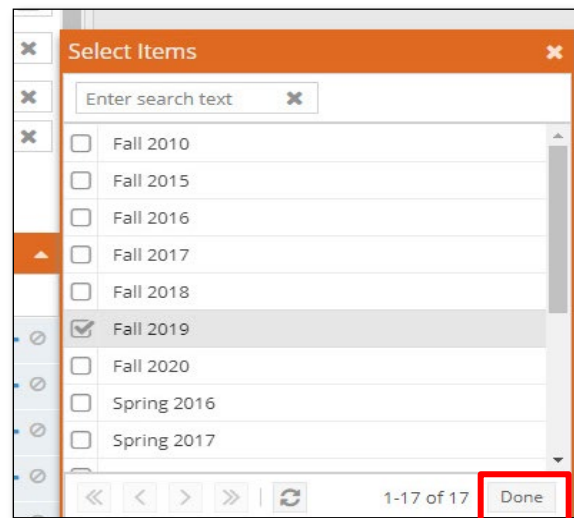 Select Items
Enter search text
Fall 2010
Fall 2015
Fall 2016
Fall 2017
Fall 2018
Fall 2019
Fall 2020
Spring 2016
Spring 2017
1-17 of 17 Done